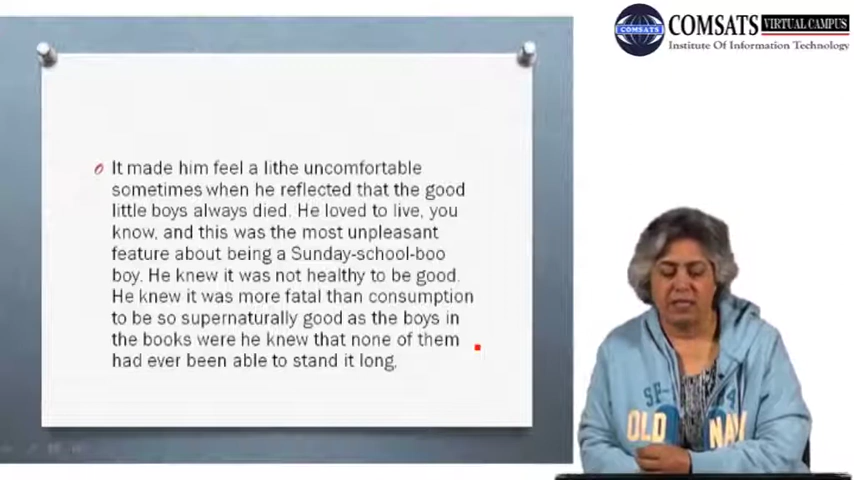 COMSATS
COMSATS VIRTUAL CAMPUS
Institute Of Information Technology
It made him feel a lithe uncomfortable
sometimes when he reflected that the good
little boys always died. He loved to live, you
know, and this was the most unpleasant
feature about being a Sunday-school-boo
boy. He knew it was not healthy to be good.
He knew it was more fatal than consumption
to be so supernaturally good as the boys in
the books were he knew that none of them
had ever been able to stand it long.
OLD NAVY